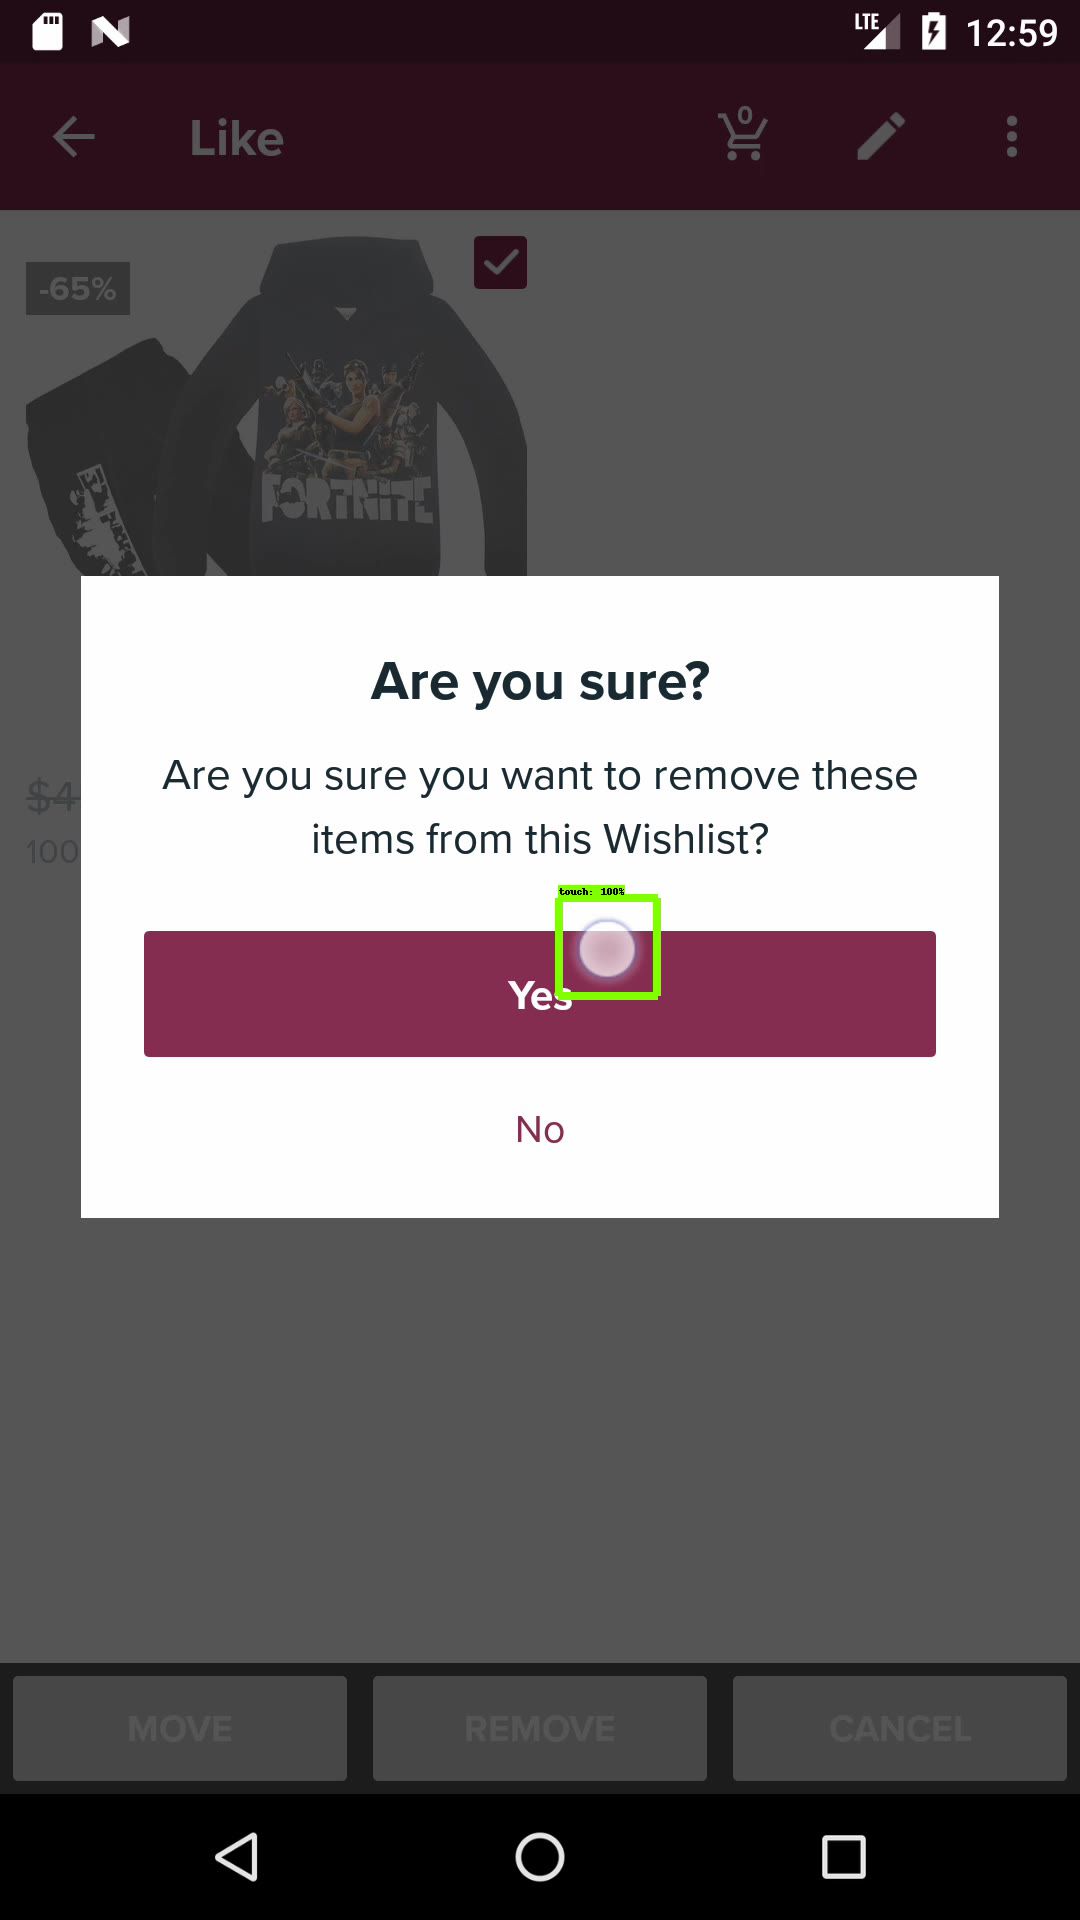 LTE 12:59
Like
0
-65%
FORTNITE
Are you sure?
Are you sure you want to remove these
items from this Wishlist?
$4
100
touch: 100%
Yes
No
MOVE REMOVE CANCEL